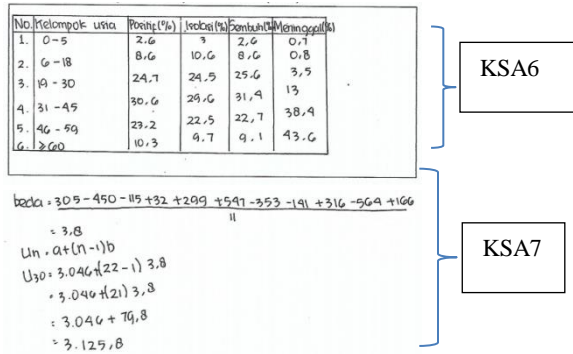 No. Kelompok usia Positif (%) Isolasi (%) Sembuh (% Meninggal (%)
1. 0-5 2,6 3 2,6 0,7
2. 6-18 8,6 10,6 8,6 0,8
3. 19-30 24,7 24,5 25,6 3,5
4. 31-45 30,6 29,6 31,4 13
5. 46-59 23.2 22,5 22,7 38,4
6. ≥60 10,3 9.7 9.1 43.6
KSA6
beda = 305-450-115+32+299+547-353-141+316-564+166
11
= 3,8
Un = a+(n-1)b
U30 = 3.046+(22-1) 3,8
= 3.046+(21) 3,8
= 3.046 + 79,8
= 3.125,8
KSA7